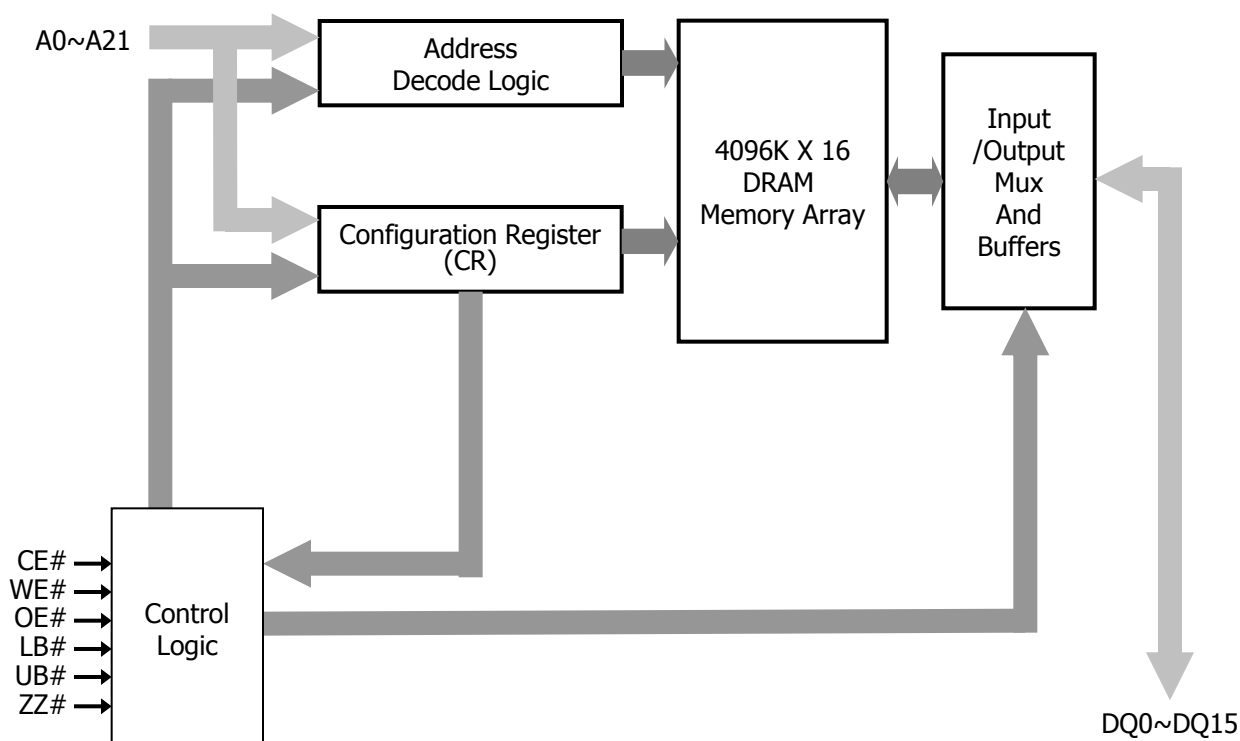 A0~A21
Address
Decode Logic
4096K X 16
DRAM
Memory Array
Input
/Output
Mux
And
Buffers
Configuration Register
(CR)
CE#
WE#
OE#
LB#
UB#
ZZ#
Control
Logic
DQ0~DQ15